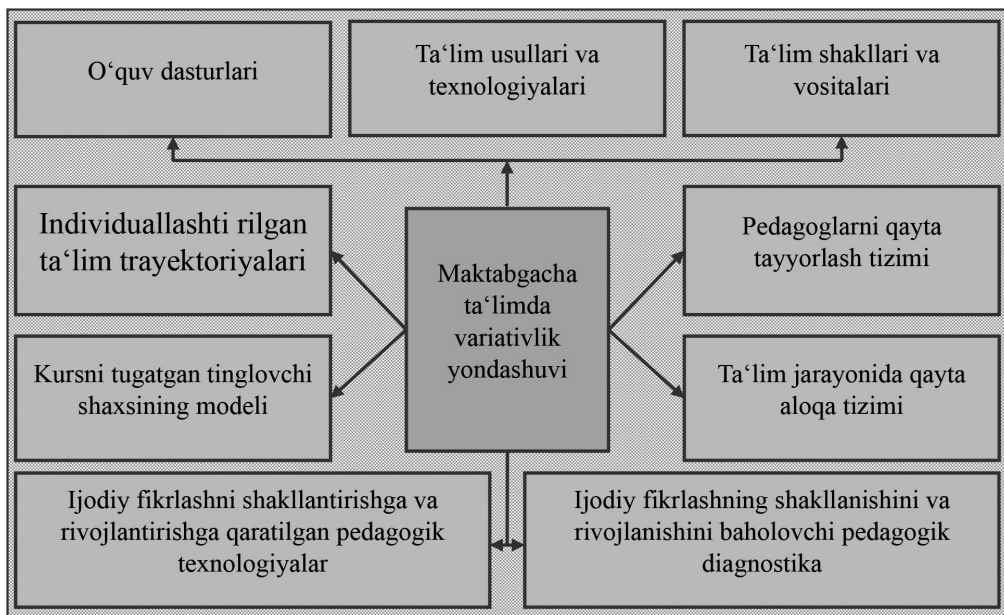 O‘quv dasturlari
Ta‘lim usullari va
texnologiyalari
Ta‘lim shakllari va
vositalari
Individuallashti rilgan
ta‘lim trayektoriyalari
Maktabgacha
ta‘limda
variativlik
yondashuvi
Pedagoglarni qayta
tayyorlash tizimi
Kursni tugatgan tinglovchi
shaxsining modeli
Ta‘lim jarayonida qayta
aloqa tizimi
Ijodiy fikrlashni shakllantirishga va
rivojlantirishga qaratilgan pedagogik
texnologiyalar
Ijodiy fikrlashning shakllanishini va
rivojlanishini baholovchi pedagogik
diagnostika